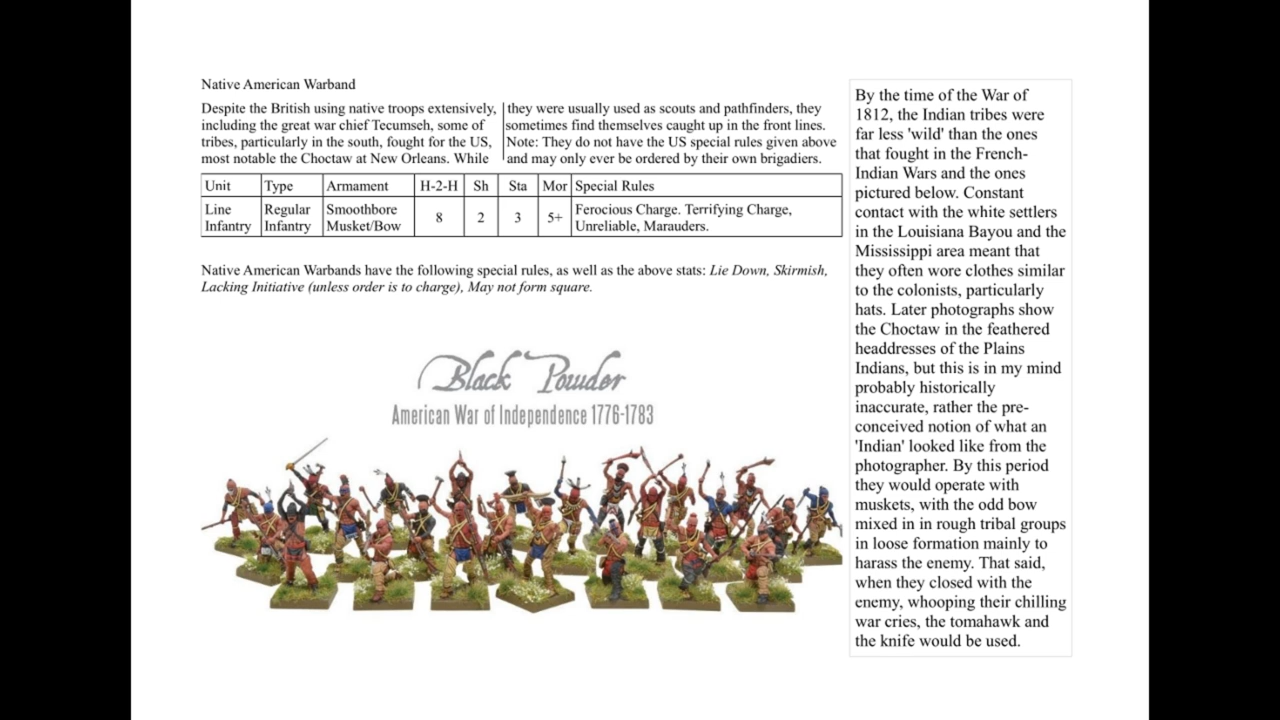 Native American Warband
Despite the British using native troops extensively,
including the great war chief Tecumseh, some of
tribes, particularly in the south, fought for the US,
most notable the Choctaw at New Orleans. While
they were usually used as scouts and pathfinders, they
sometimes find themselves caught up in the front lines.
Note: They do not have the US special rules given above
and may only ever be ordered by their own brigadiers.
Unit Type Armament H-2-H Sh Sta Mor Special Rules
Line Infantry Regular Infantry Smoothbore Musket/Bow 8 2 3 5+ Ferocious Charge. Terrifying Charge, Unreliable, Marauders.
Native American Warbands have the following special rules, as well as the above stats: Lie Down, Skirmish,
Lacking Initiative (unless order is to charge), May not form square.
Black Powder
American War of Independence 1776-1783
By the time of the War of
1812, the Indian tribes were
far less 'wild' than the ones
that fought in the French-
Indian Wars and the ones
pictured below. Constant
contact with the white settlers
in the Louisiana Bayou and the
Mississippi area meant that
they often wore clothes similar
to the colonists, particularly
hats. Later photographs show
the Choctaw in the feathered
headdresses of the Plains
Indians, but this is in my mind
probably historically
inaccurate, rather the pre-
conceived notion of what an
'Indian' looked like from the
photographer. By this period
they would operate with
muskets, with the odd bow
mixed in in rough tribal groups
in loose formation mainly to
harass the enemy. That said,
when they closed with the
enemy, whooping their chilling
war cries, the tomahawk and
the knife would be used.